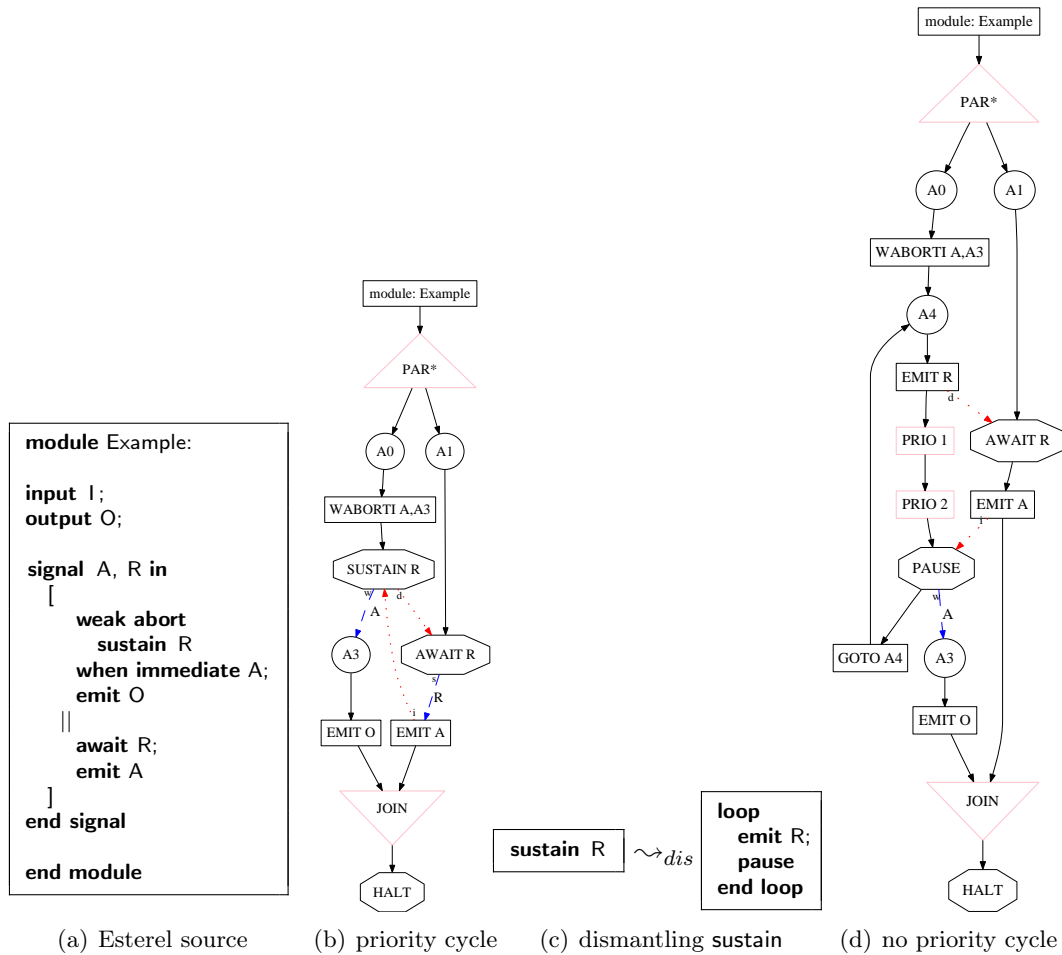 module Example:
input I;
output O;
signal A, R in
[
weak abort
sustain R
when immediate A;
emit O
||
await R;
emit A
]
end signal
end module
(a) Esterel source
module: Example
PAR*
A0
A1
WABORTI A,A3
SUSTAIN R
w
d
A
A3
AWAIT R
s
R
i
EMIT O
EMIT A
JOIN
HALT
(b) priority cycle
sustain R ⇝dis
loop
emit R;
pause
end loop
(c) dismantling sustain
module: Example
PAR*
A0
A1
WABORTI A,A3
A4
EMIT R
d
PRIO 1
AWAIT R
PRIO 2
EMIT A
i
PAUSE
w
A
GOTO A4
A3
EMIT O
JOIN
HALT
(d) no priority cycle